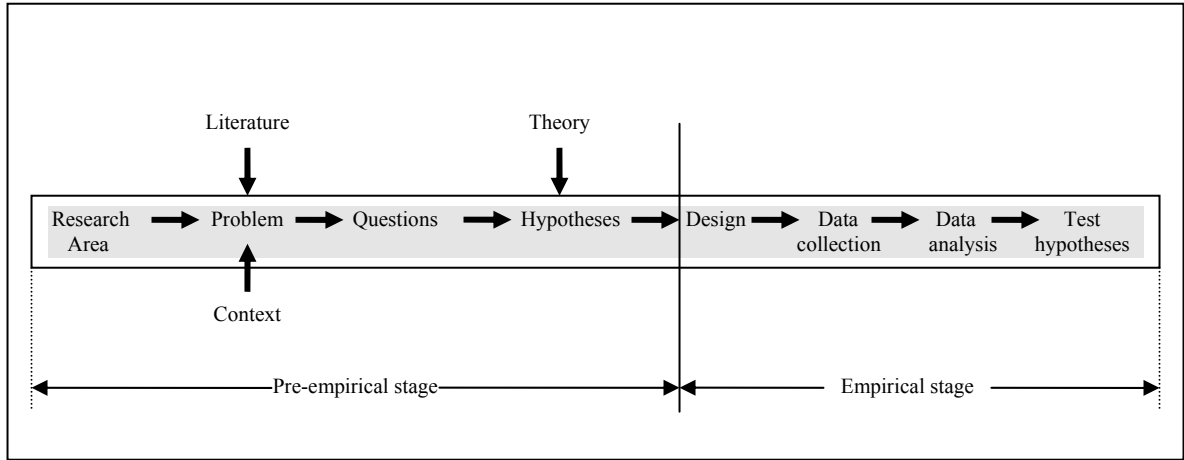 Literature
Theory
Research Area
Problem
Questions
Hypotheses
Design
Data collection
Data analysis
Test hypotheses
Context
Pre-empirical stage
Empirical stage